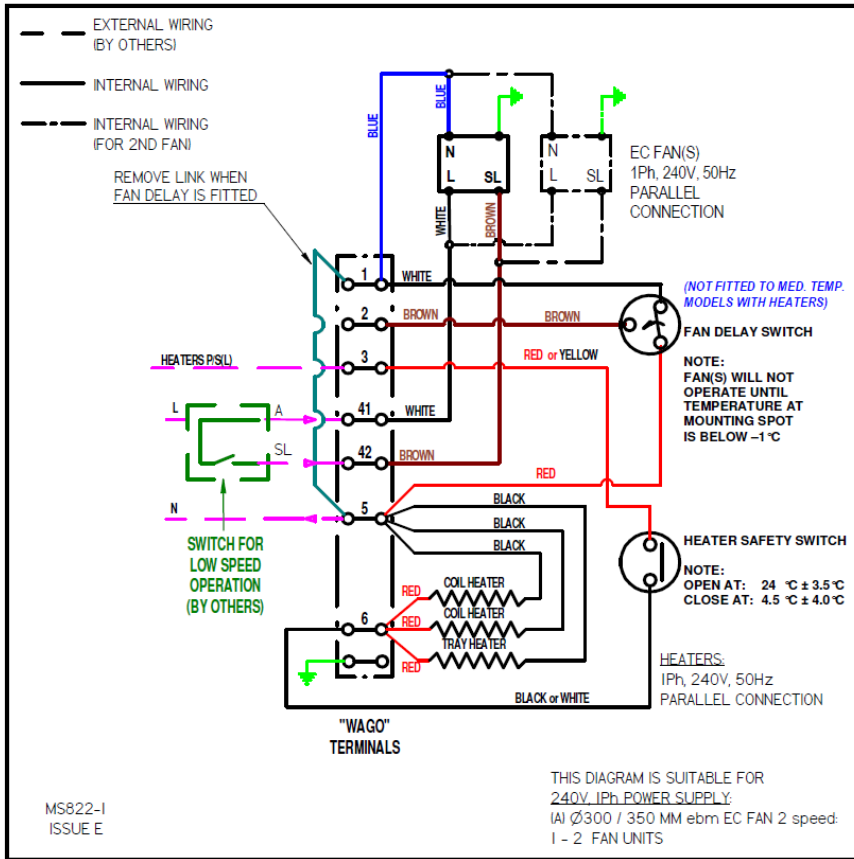 EXTERNAL WIRING
(BY OTHERS)
INTERNAL WIRING
INTERNAL WIRING
(FOR 2ND FAN)
REMOVE LINK WHEN
FAN DELAY IS FITTED
BLUE
BLUE
N
L
SL
N
L
SL
EC FAN(S)
1Ph, 240V, 50Hz
PARALLEL
CONNECTION
WHITE
BROWN
1
WHITE
(NOT FITTED TO MED. TEMP.
MODELS WITH HEATERS)
2
BROWN
BROWN
FAN DELAY SWITCH
HEATERS P/S(L)
3
RED or YELLOW
NOTE:
FAN(S) WILL NOT
OPERATE UNTIL
TEMPERATURE AT
MOUNTING SPOT
IS BELOW –1 °C
L
A
41
WHITE
SL
42
BROWN
RED
N
5
BLACK
BLACK
BLACK
SWITCH FOR
LOW SPEED
OPERATION
(BY OTHERS)
HEATER SAFETY SWITCH
NOTE:
OPEN AT: 24 °C ± 3.5 °C
CLOSE AT: 4.5 °C ± 4.0 °C
RED
COIL HEATER
6
RED
COIL HEATER
RED
TRAY HEATER
HEATERS:
1Ph, 240V, 50Hz
PARALLEL CONNECTION
BLACK or WHITE
"WAGO"
TERMINALS
MS822-1
ISSUE E
THIS DIAGRAM IS SUITABLE FOR
240V, 1Ph POWER SUPPLY:
(A) Ø300 / 350 MM ebm EC FAN 2 speed:
1 - 2 FAN UNITS